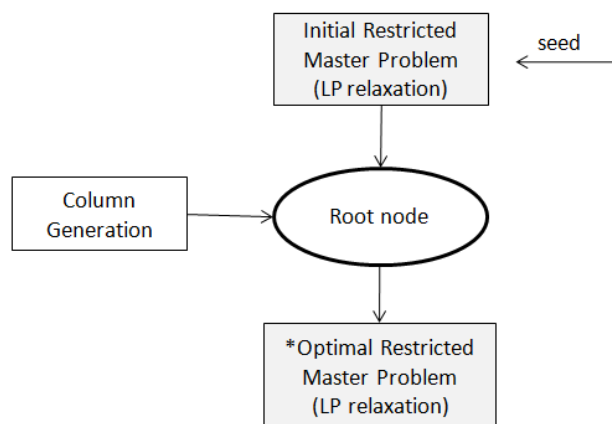 Initial Restricted
Master Problem
(LP relaxation)
seed
Column
Generation
Root node
*Optimal Restricted
Master Problem
(LP relaxation)